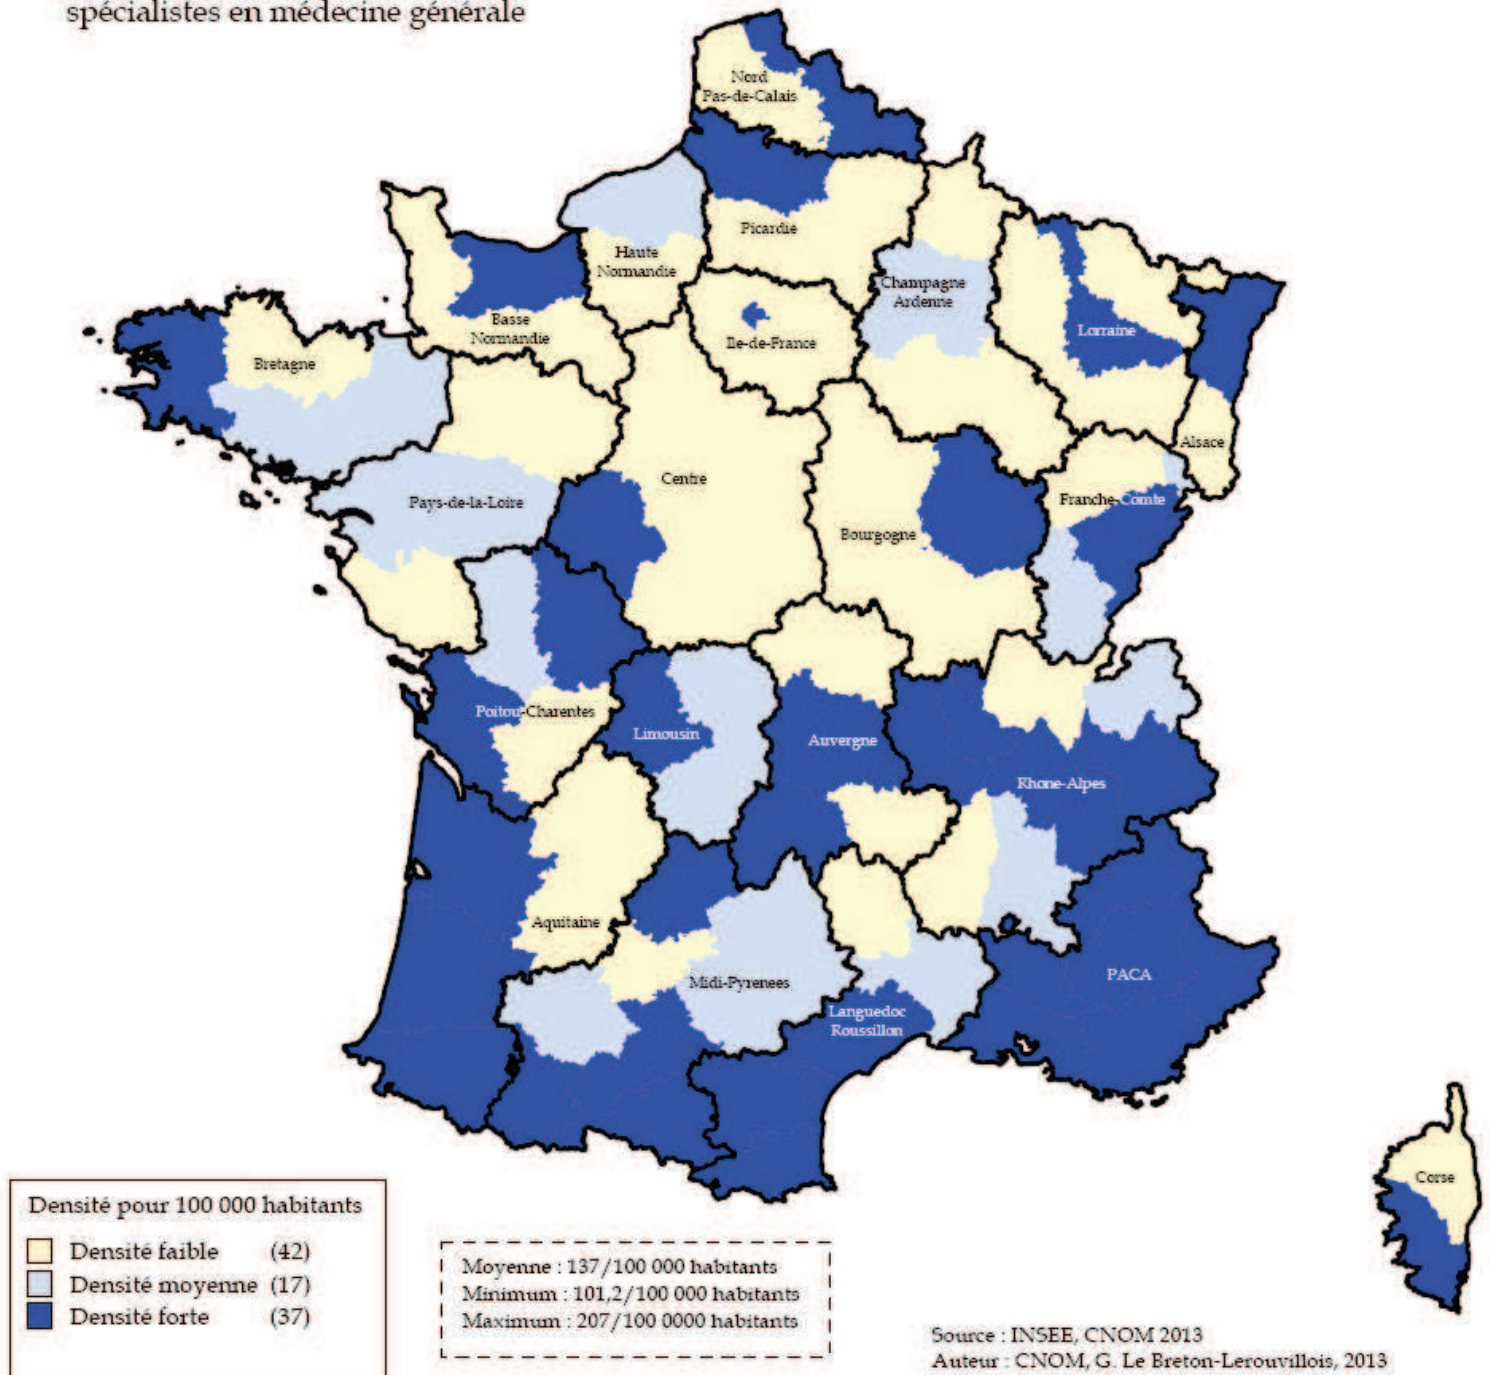 spécialistes en médecine générale
Nord
Pas-de-Calais
Picardie
Haute
Normandie
Champagne
Ardenne
Basse
Normandie
Ile-de-France
Lorraine
Bretagne
Alsace
Centre
Pays-de-la-Loire
Franche-Comte
Bourgogne
Poitou-Charentes
Limousin
Auvergne
Rhone-Alpes
Aquitaine
Midi-Pyrenees
PACA
Languedoc
Roussillon
Corse
Densité pour 100 000 habitants
Densité faible (42)
Densité moyenne (17)
Densité forte (37)
Moyenne : 137/100 000 habitants
Minimum : 101,2/100 000 habitants
Maximum : 207/100 0000 habitants
Source : INSEE, CNOM 2013
Auteur : CNOM, G. Le Breton-Lerouvillois, 2013